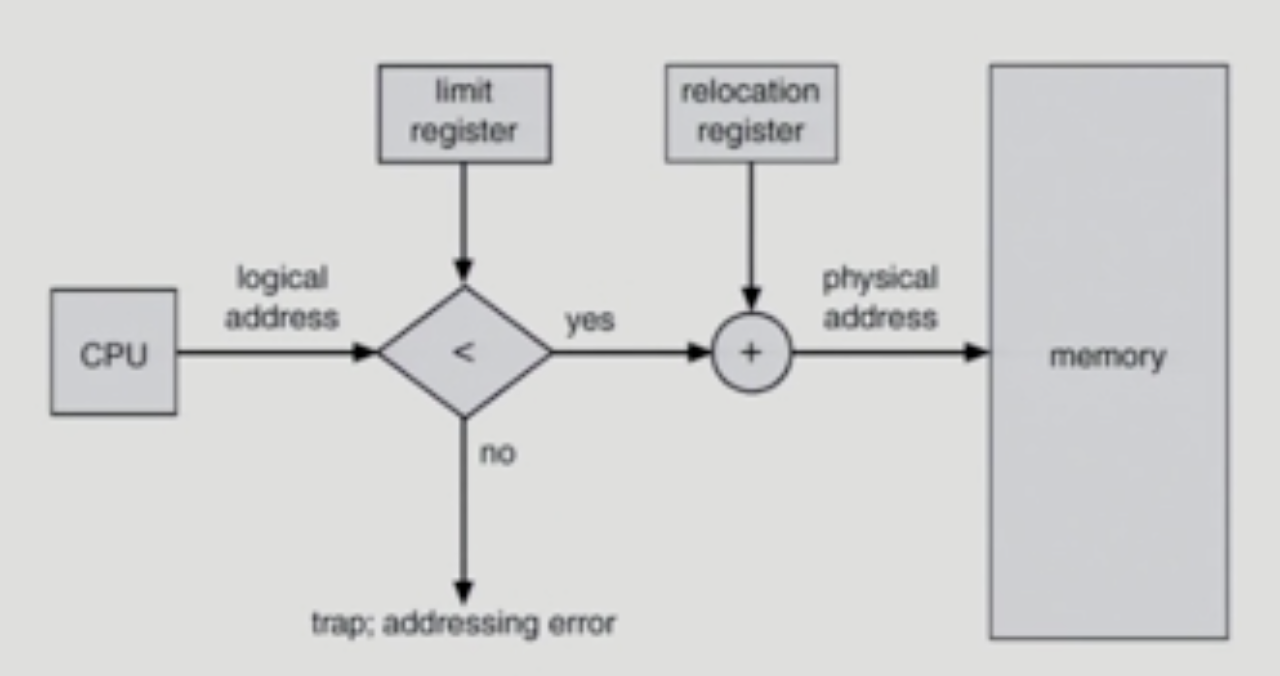 limit
register
relocation
register
logical
address
physical
address
CPU
<
yes
+
memory
no
trap; addressing error